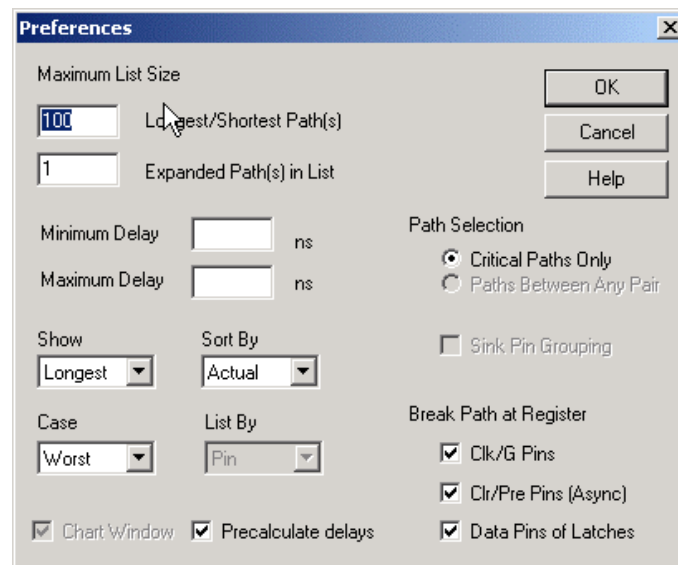 Preferences
Maximum List Size
100 Longest/Shortest Path(s)
1 Expanded Path(s) in List
OK
Cancel
Help
Minimum Delay ns
Maximum Delay ns
Path Selection
Critical Paths Only
Paths Between Any Pair
Sink Pin Grouping
Show
Longest
Sort By
Actual
Case
Worst
List By
Pin
Break Path at Register
Clk/G Pins
Clr/Pre Pins (Async)
Data Pins of Latches
Chart Window
Precalculate delays